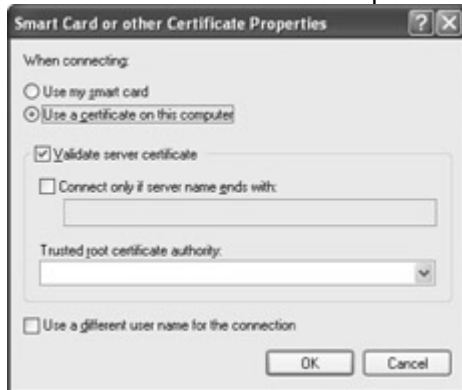 Smart Card or other Certificate Properties
When connecting:
Use my smart card
Use a certificate on this computer
Validate server certificate
Connect only if server name ends with:
Trusted root certificate authority:
Use a different user name for the connection
OK Cancel